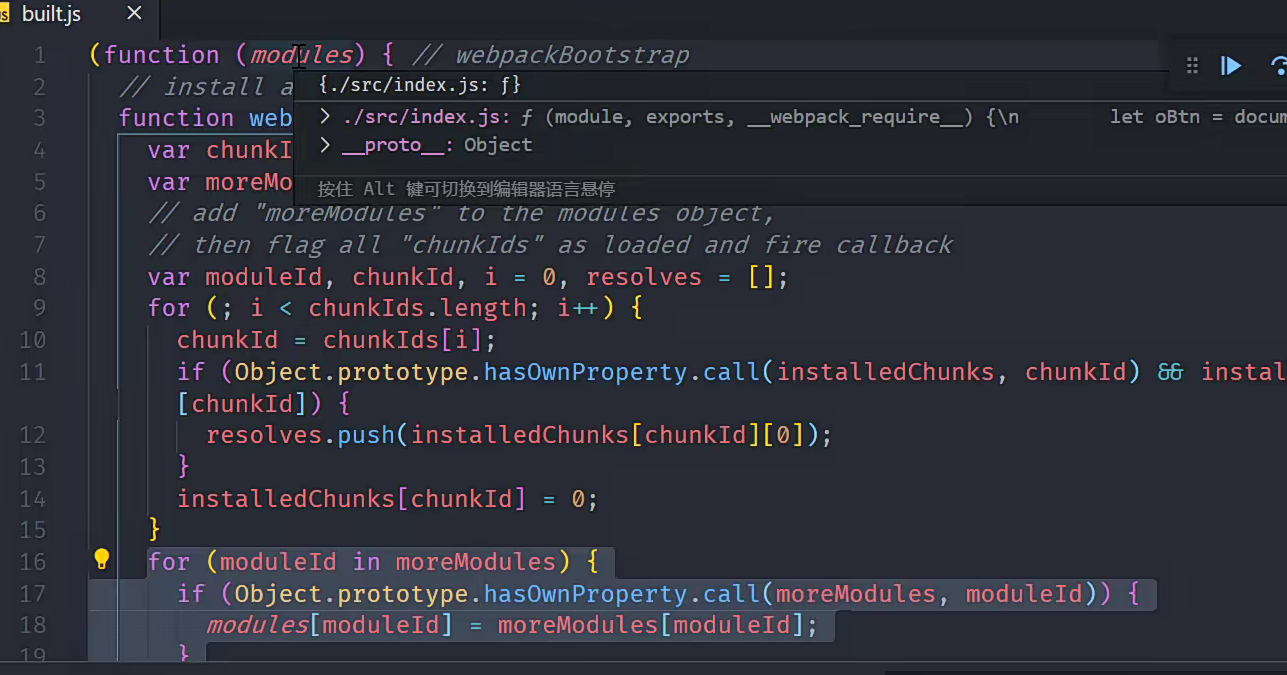 JS built.js ×
1 (function (modules) { // webpackBootstrap
2 // install a
{./src/index.js: ƒ}
3 function web
> ./src/index.js: ƒ (module, exports, __webpack_require__) {\n let oBtn = docum
4 var chunkI
> __proto__: Object
5 var moreMo
按住 Alt 键可切换到编辑器语言悬停
6 // add "moreModules" to the modules object,
7 // then flag all "chunkIds" as loaded and fire callback
8 var moduleId, chunkId, i = 0, resolves = [];
9 for (; i < chunkIds.length; i++) {
10 chunkId = chunkIds[i];
11 if (Object.prototype.hasOwnProperty.call(installedChunks, chunkId) && instal
[chunkId]) {
12 resolves.push(installedChunks[chunkId][0]);
13 }
14 installedChunks[chunkId] = 0;
15 }
16 for (moduleId in moreModules) {
17 if (Object.prototype.hasOwnProperty.call(moreModules, moduleId)) {
18 modules[moduleId] = moreModules[moduleId];
19 }